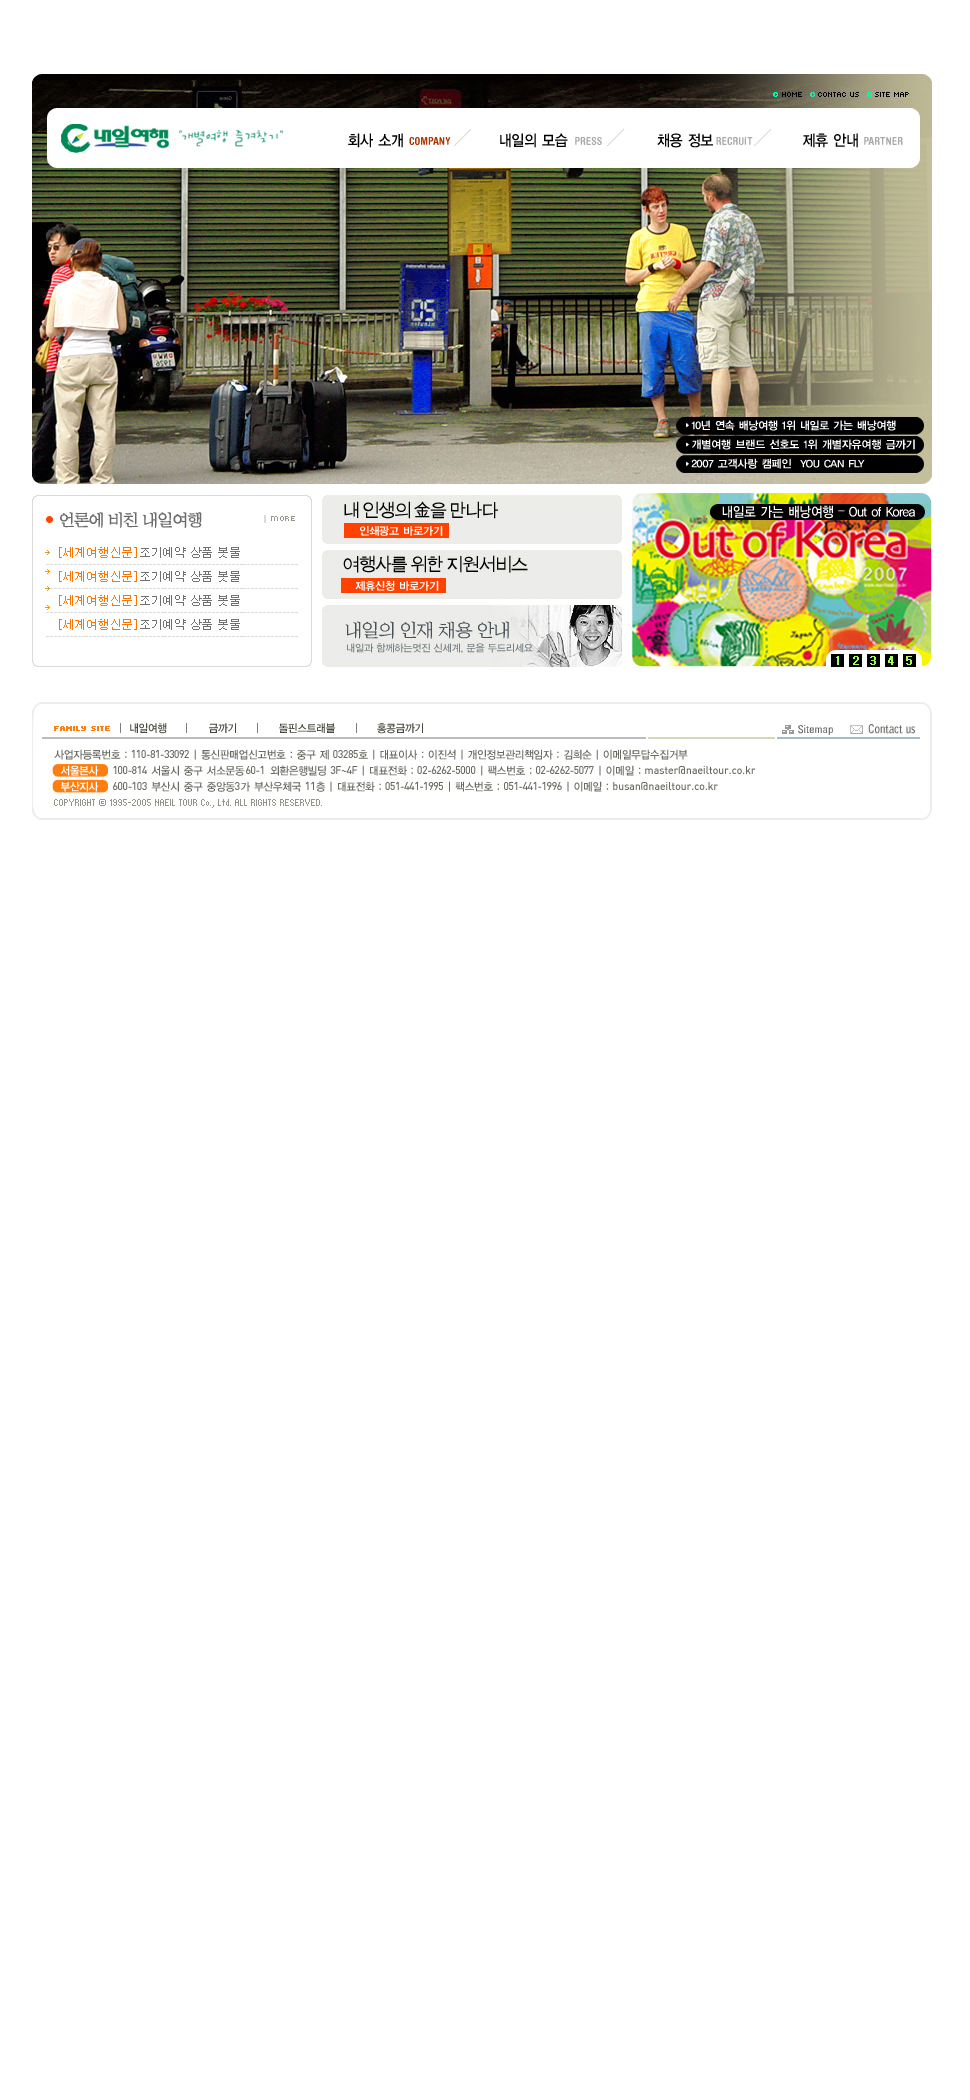 HOME CONTAC US SITE MAP
내일여행 "개별여행 즐겨찾기"
회사 소개 COMPANY 내일의 모습 PRESS 채용 정보 RECRUIT 제휴 안내 PARTNER
05
10년 연속 배낭여행 1위 내일로 가는 배낭여행
개별여행 브랜드 선호도 1위 개별자유여행 금까기
2007 고객사랑 캠페인 YOU CAN FLY
언론에 비친 내일여행 | MORE
[세계여행신문]조기예약 상품 봇물
[세계여행신문]조기예약 상품 봇물
[세계여행신문]조기예약 상품 봇물
[세계여행신문]조기예약 상품 봇물
내 인생의 金을 만나다
인쇄광고 바로가기
여행사를 위한 지원서비스
제휴신청 바로가기
내일의 인재 채용 안내
내일과 함께하는멋진 신세계, 문을 두드리세요
내일로 가는 배낭여행 - Out of Korea
Out of Korea
2007
Japan
1 2 3 4 5
FAMILY SITE | 내일여행 | 금까기 | 돌핀스트래블 | 홍콩금까기
Sitemap Contact us
사업자등록번호 : 110-81-33092 | 통신판매업신고번호 : 중구 제 03285호 | 대표이사 : 이진석 | 개인정보관리책임자 : 김희순 | 이메일무담수집거부
서울본사 100-814 서울시 중구 서소문동 60-1 외환은행빌딩 3F~4F | 대표전화 : 02-6262-5000 | 팩스번호 : 02-6262-5077 | 이메일 : master@naeiltour.co.kr
부산지사 600-103 부산시 중구 중앙동3가 부산우체국 11층 | 대표전화 : 051-441-1995 | 팩스번호 : 051-441-1996 | 이메일 : busan@naeiltour.co.kr
COPYRIGHT © 1995-2005 NAEIL TOUR Co., Ltd. ALL RIGHTS RESERVED.